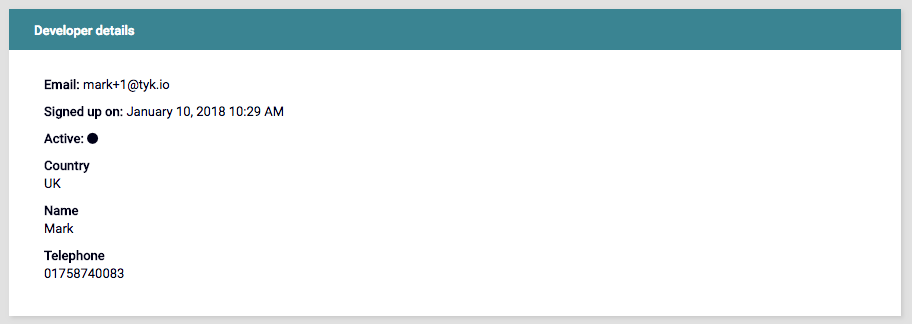 Developer details
Email: mark+1@tyk.io
Signed up on: January 10, 2018 10:29 AM
Active:
Country
UK
Name
Mark
Telephone
01758740083